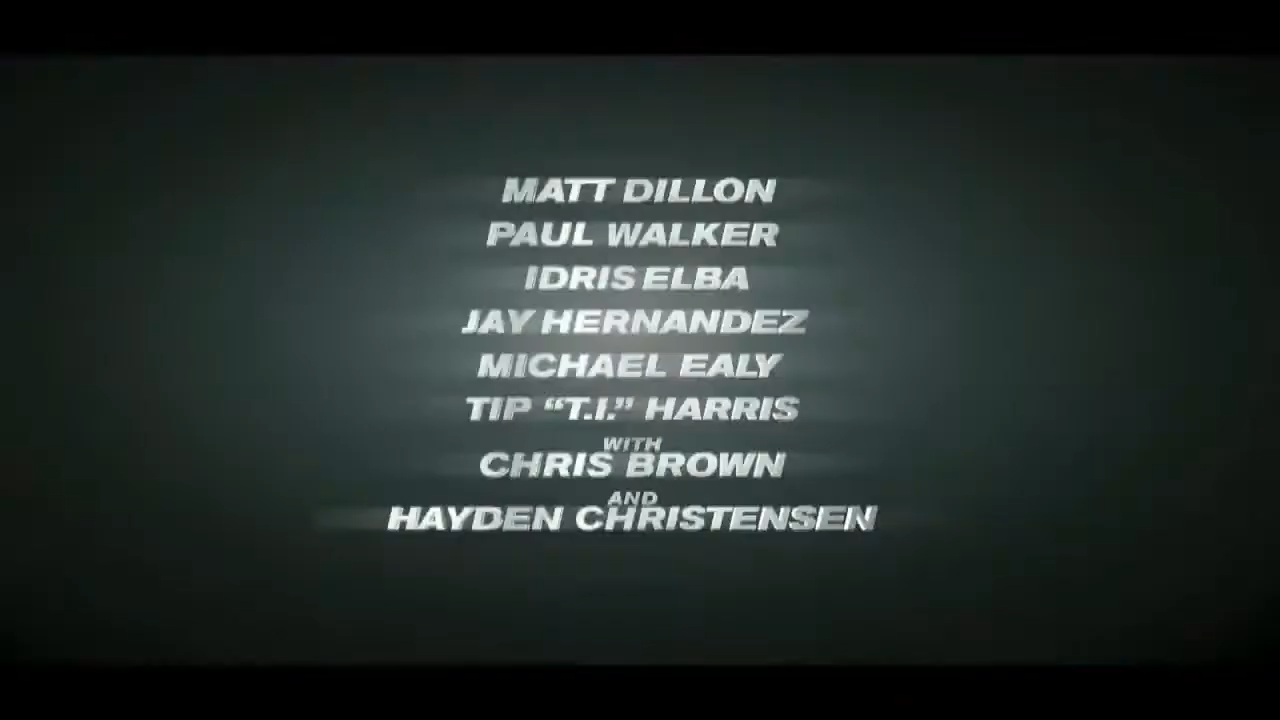 MATT DILLON
PAUL WALKER
IDRIS ELBA
JAY HERNANDEZ
MICHAEL EALY
TIP “T.I.” HARRIS
WITH
CHRIS BROWN
AND
HAYDEN CHRISTENSEN